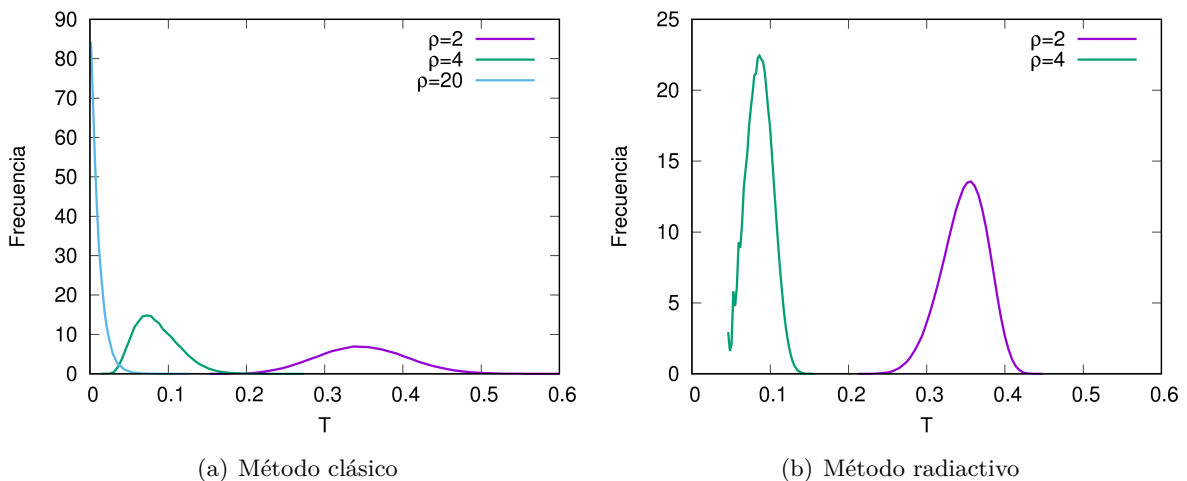 90
80
70
60
50
40
30
20
10
0
Frecuencia
0 0.1 0.2 0.3 0.4 0.5 0.6
T
ρ=2
ρ=4
ρ=20
(a) Método clásico
25
20
15
10
5
0
Frecuencia
0 0.1 0.2 0.3 0.4 0.5 0.6
T
ρ=2
ρ=4
(b) Método radiactivo